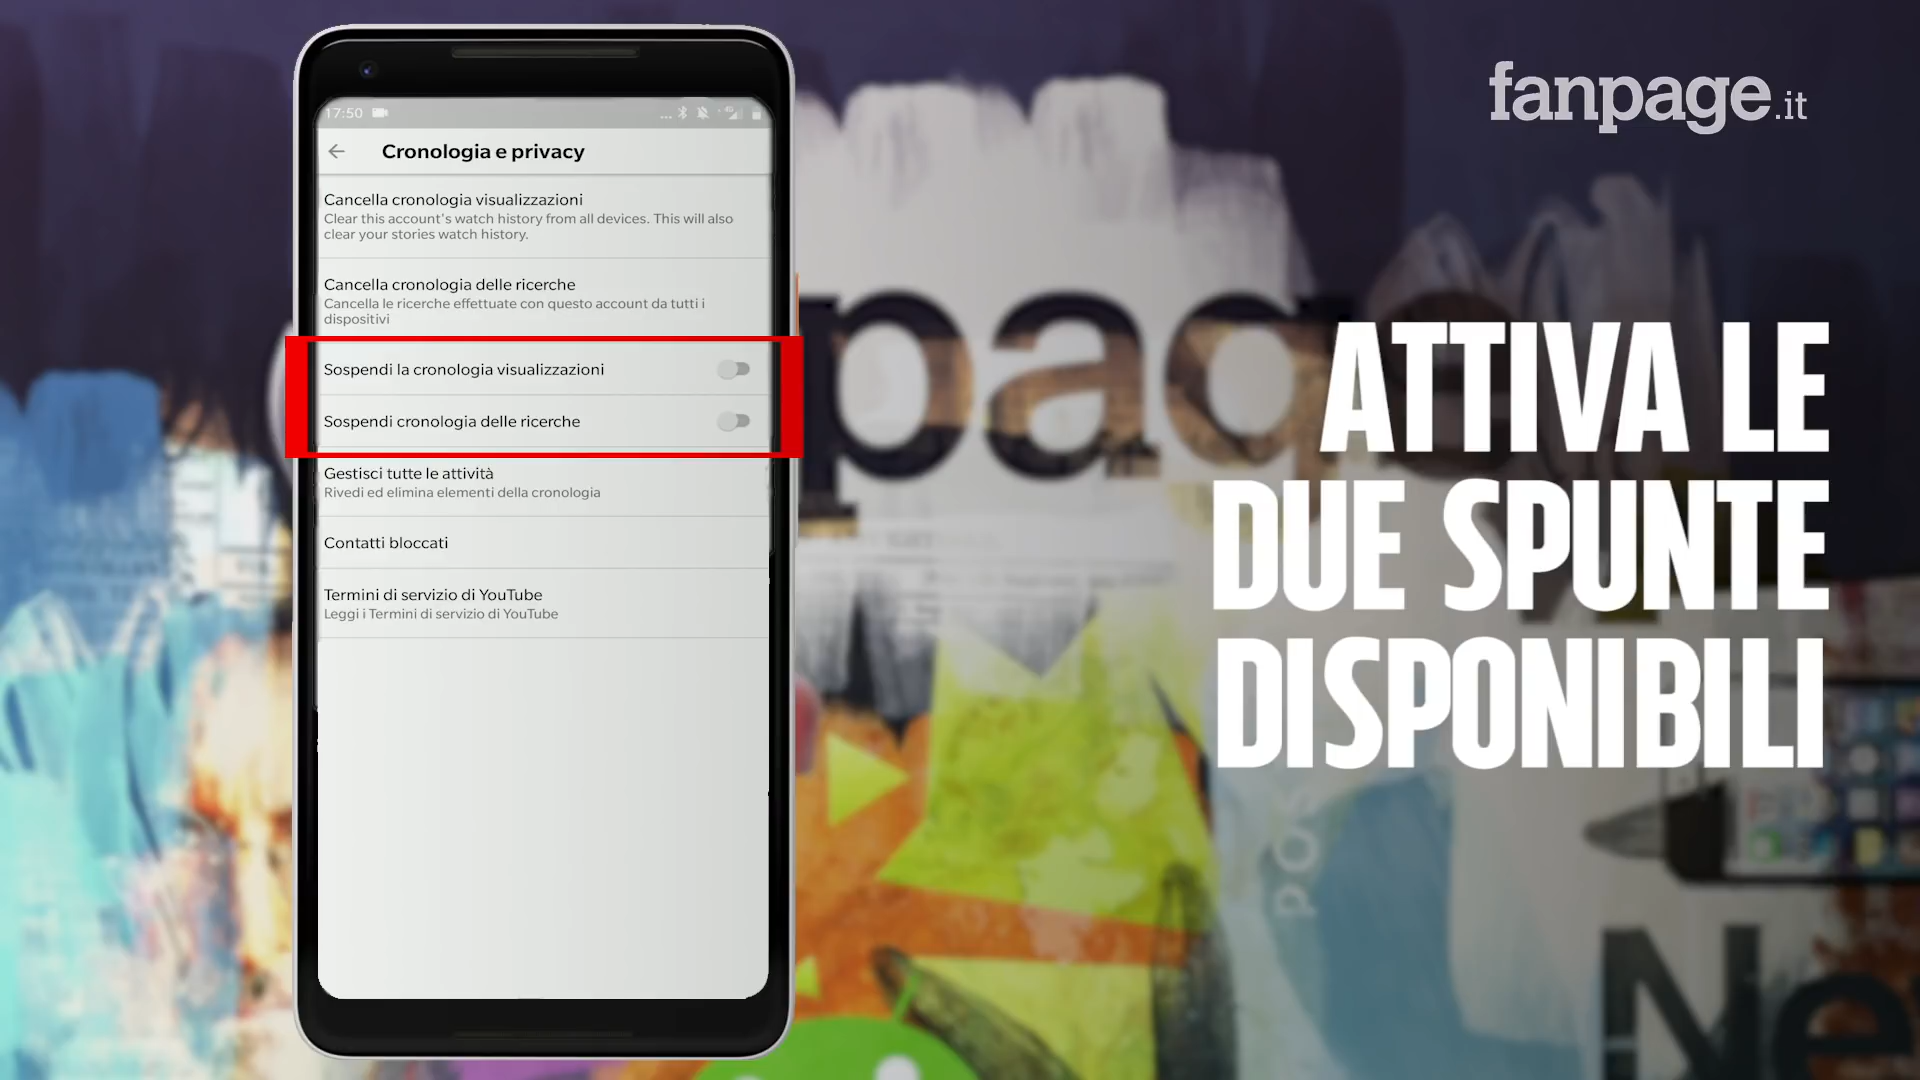 fanpage.it
17:50
Cronologia e privacy
Cancella cronologia visualizzazioni
Clear this account's watch history from all devices. This will also
clear your stories watch history.
Cancella cronologia delle ricerche
Cancella le ricerche effettuate con questo account da tutti i
dispositivi
Sospendi la cronologia visualizzazioni
Sospendi cronologia delle ricerche
Gestisci tutte le attività
Rivedi ed elimina elementi della cronologia
Contatti bloccati
Termini di servizio di YouTube
Leggi i Termini di servizio di YouTube
ATTIVA LE
DUE SPUNTE
DISPONIBILI
page
POS
Ne